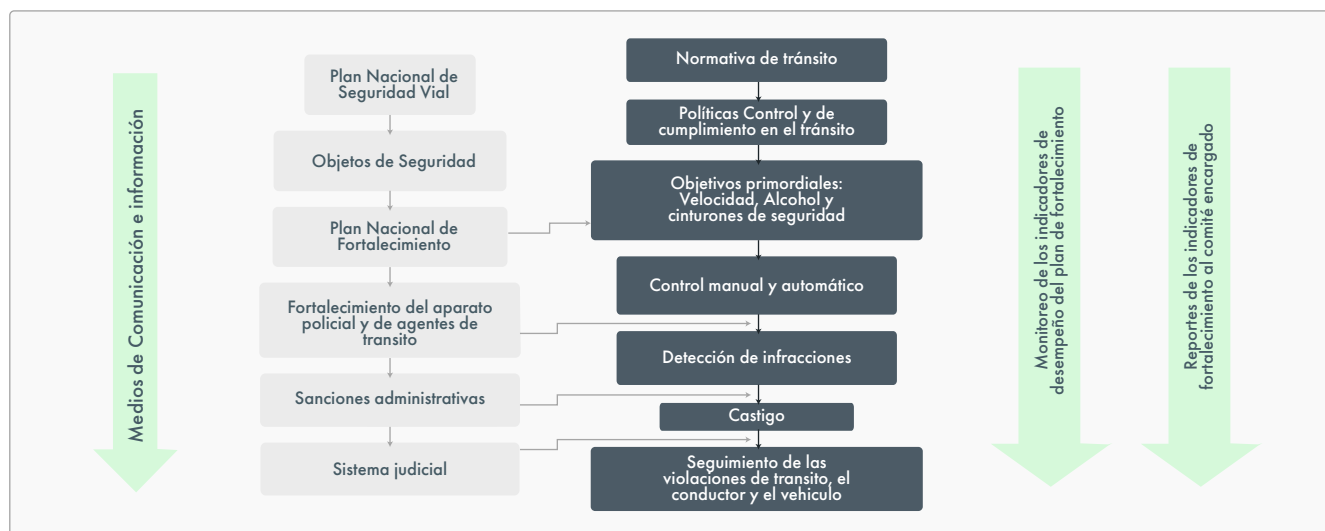 Medios de Comunicación e información
Plan Nacional de
Seguridad Vial
Objetos de Seguridad
Plan Nacional de
Fortalecimiento
Fortalecimiento del aparato
policial y de agentes de
transito
Sanciones administrativas
Sistema judicial
Normativa de tránsito
Políticas Control y de
cumplimiento en el tránsito
Objetivos primordiales:
Velocidad, Alcohol y
cinturones de seguridad
Control manual y automático
Detección de infracciones
Castigo
Seguimiento de las
violaciones de transito, el
conductor y el vehiculo
Monitoreo de los indicadores de
desempeño del plan de fortalecimiento
Reportes de los indicadores de
fortalecimiento al comité encargado